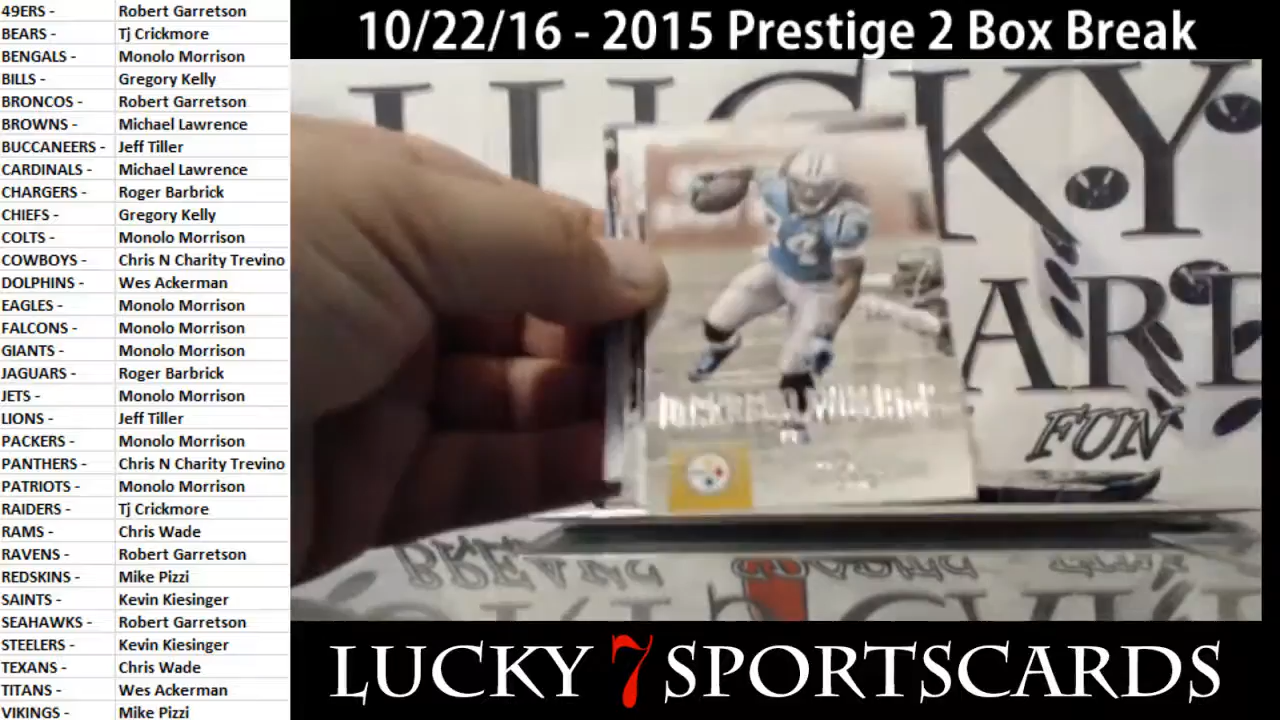 10/22/16 - 2015 Prestige 2 Box Break
49ERS - Robert Garretson
BEARS - Tj Crickmore
BENGALS - Monolo Morrison
BILLS - Gregory Kelly
BRONCOS - Robert Garretson
BROWNS - Michael Lawrence
BUCCANEERS - Jeff Tiller
CARDINALS - Michael Lawrence
CHARGERS - Roger Barbrick
CHIEFS - Gregory Kelly
COLTS - Monolo Morrison
COWBOYS - Chris N Charity Trevino
DOLPHINS - Wes Ackerman
EAGLES - Monolo Morrison
FALCONS - Monolo Morrison
GIANTS - Monolo Morrison
JAGUARS - Roger Barbrick
JETS - Monolo Morrison
LIONS - Jeff Tiller
PACKERS - Monolo Morrison
PANTHERS - Chris N Charity Trevino
PATRIOTS - Monolo Morrison
RAIDERS - Tj Crickmore
RAMS - Chris Wade
RAVENS - Robert Garretson
REDSKINS - Mike Pizzi
SAINTS - Kevin Kiesinger
SEAHAWKS - Robert Garretson
STEELERS - Kevin Kiesinger
TEXANS - Chris Wade
TITANS - Wes Ackerman
VIKINGS - Mike Pizzi
LUCKY
FUN
LUCKY 7 SPORTSCARDS